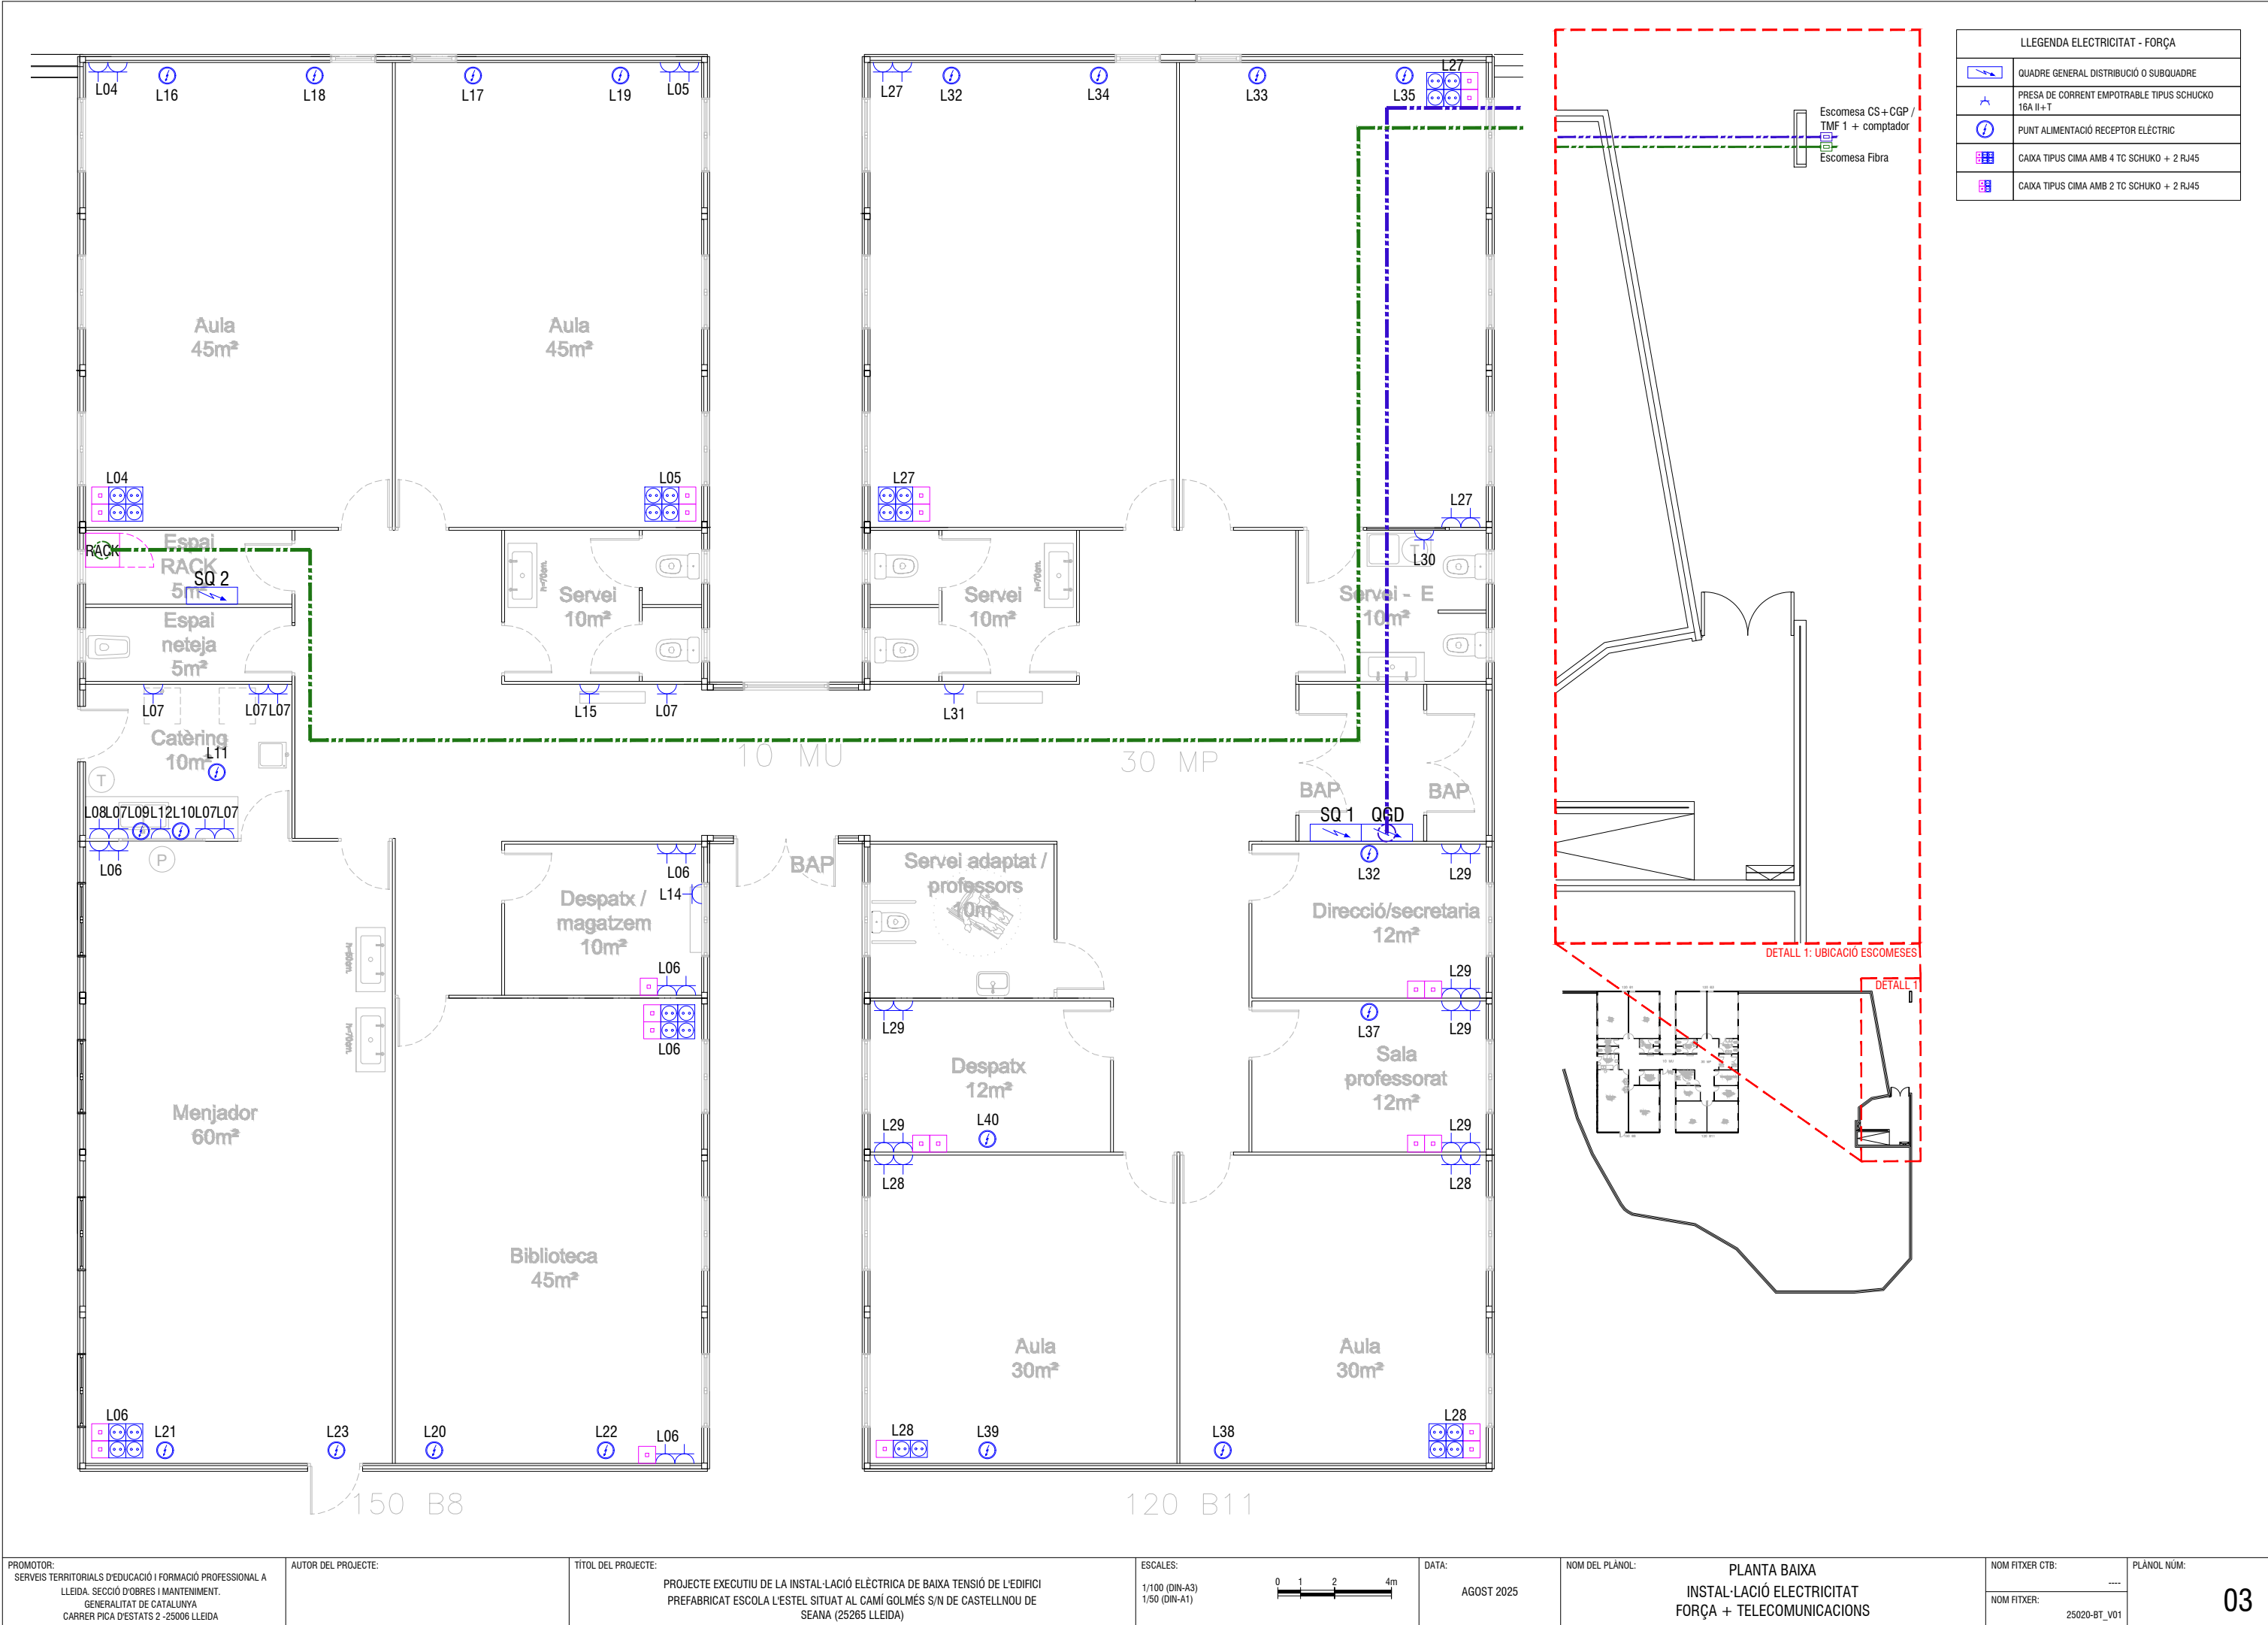 L04
L16
L18
L17
L19
L05
L27
L32
L34
L33
L35
L27
Aula
45m²
Aula
45m²
L04
L05
L27
L27
RACK
Espai
RACK
5m²
SQ 2
Espai
neteja
5m²
Servei
10m²
h=70cm.
Servei
10m²
h=70cm.
T
L30
Servei - E
10m²
L07
L07
L07
L15
L07
L31
Catèring
10m²
L11
T
10 MU
30 MP
BAP
BAP
SQ 1
QGD
L08
L07
L09
L12
L10
L07
L07
L06
P
L06
L14
Despatx /
magatzem
10m²
L06
BAP
Servei adaptat /
professors
10m²
L32
L29
Direcció/secretaria
12m²
L29
h=60cm.
h=70cm.
L06
L29
Despatx
12m²
L29
L40
L37
L29
Sala
professorat
12m²
L29
L28
L28
Menjador
60m²
Biblioteca
45m²
Aula
30m²
Aula
30m²
L06
L21
L23
L20
L22
L06
L28
L39
L38
L28
150 B8
120 B11
Escomesa CS+CGP /
TMF 1 + comptador
Escomesa Fibra
DETALL 1: UBICACIÓ ESCOMESES
DETALL 1
LLEGENDA ELECTRICITAT - FORÇA
QUADRE GENERAL DISTRIBUCIÓ O SUBQUADRE
PRESA DE CORRENT EMPOTRABLE TIPUS SCHUCKO
16A II+T
PUNT ALIMENTACIÓ RECEPTOR ELÈCTRIC
CAIXA TIPUS CIMA AMB 4 TC SCHUKO + 2 RJ45
CAIXA TIPUS CIMA AMB 2 TC SCHUKO + 2 RJ45
PROMOTOR:
SERVEIS TERRITORIALS D'EDUCACIÓ I FORMACIÓ PROFESSIONAL A
LLEIDA. SECCIÓ D'OBRES I MANTENIMENT.
GENERALITAT DE CATALUNYA
CARRER PICA D'ESTATS 2 -25006 LLEIDA
AUTOR DEL PROJECTE:
TÍTOL DEL PROJECTE:
PROJECTE EXECUTIU DE LA INSTAL·LACIÓ ELÈCTRICA DE BAIXA TENSIÓ DE L'EDIFICI
PREFABRICAT ESCOLA L'ESTEL SITUAT AL CAMÍ GOLMÉS S/N DE CASTELLNOU DE
SEANA (25265 LLEIDA)
ESCALES:
1/100 (DIN-A3)
1/50 (DIN-A1)
0 1 2 4m
DATA:
AGOST 2025
NOM DEL PLÀNOL:
PLANTA BAIXA
INSTAL·LACIÓ ELECTRICITAT
FORÇA + TELECOMUNICACIONS
NOM FITXER CTB:
----
NOM FITXER:
25020-BT_V01
PLÀNOL NÚM:
03